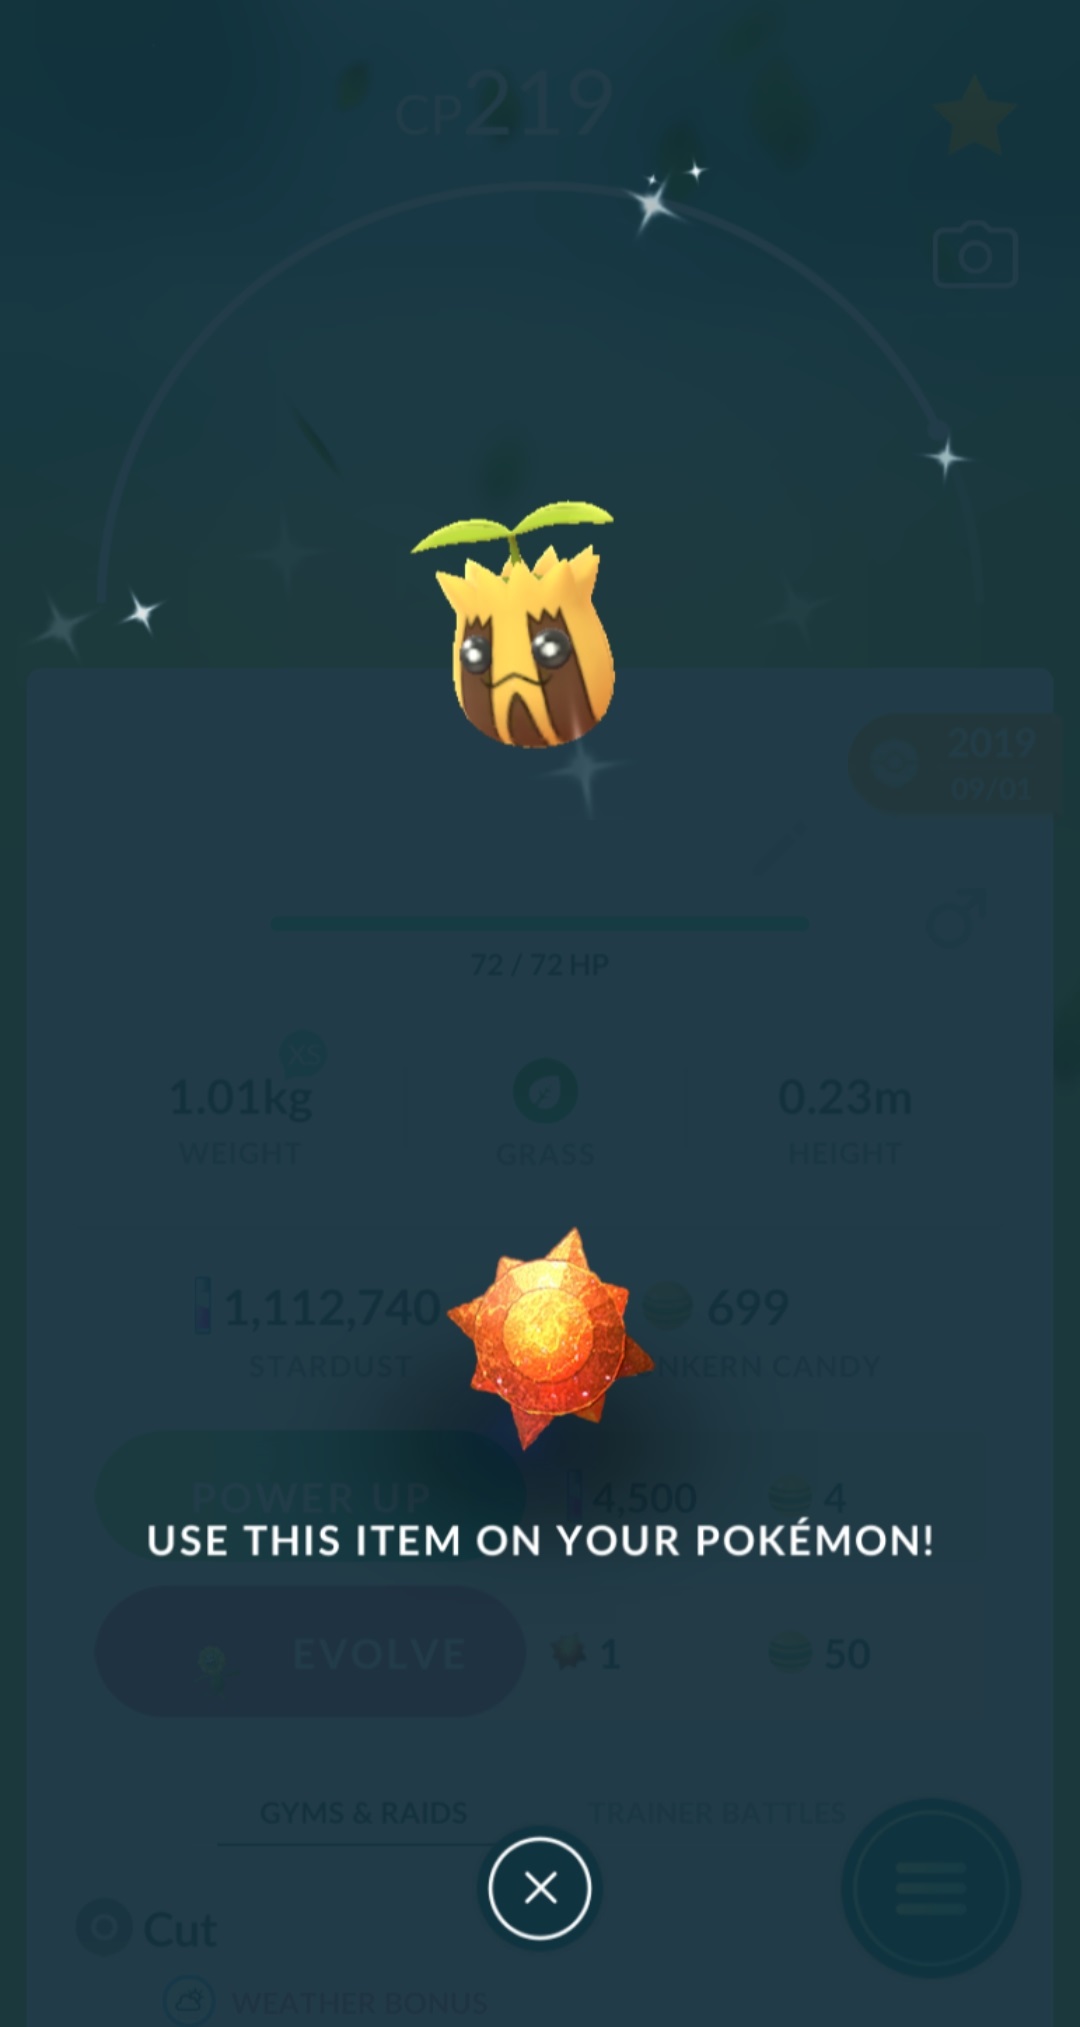 CP219
2019
09/01
72 / 72 HP
XS
1.01kg
WEIGHT
GRASS
0.23m
HEIGHT
1,112,740
STARDUST
699
NKERN CANDY
POWER UP
4,500
4
USE THIS ITEM ON YOUR POKÉMON!
EVOLVE
1
50
GYMS & RAIDS
TRAINER BATTLES
Cut
WEATHER BONUS